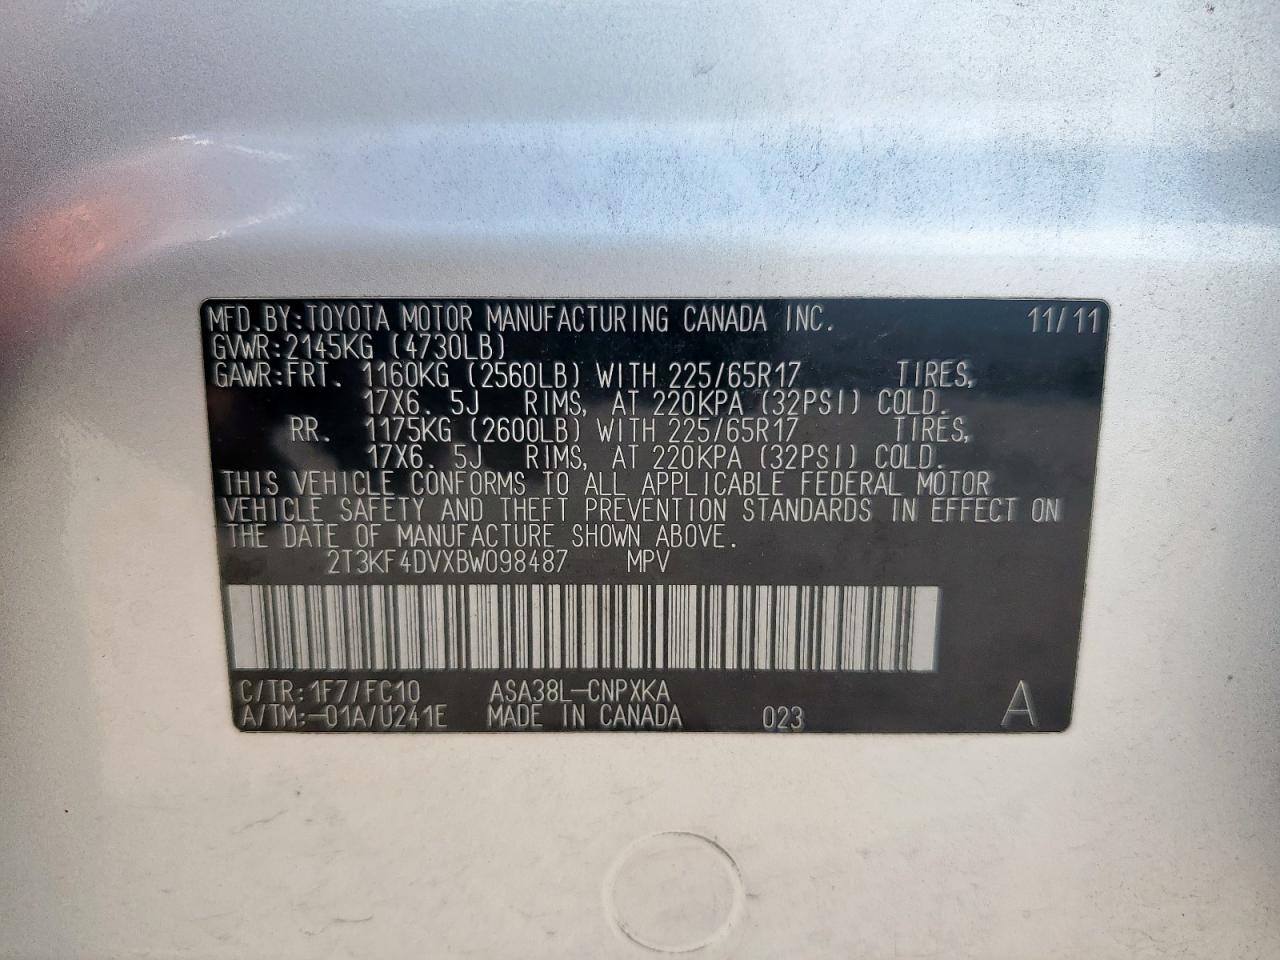 MFD.BY:TOYOTA MOTOR MANUFACTURING CANADA INC. 11/11
GVWR:2145KG (4730LB)
GAWR:FRT. 1160KG (2560LB) WITH 225/65R17 TIRES,
17X6. 5J RIMS, AT 220KPA (32PSI) COLD.
RR. 1175KG (2600LB) WITH 225/65R17 TIRES,
17X6. 5J RIMS, AT 220KPA (32PSI) COLD.
THIS VEHICLE CONFORMS TO ALL APPLICABLE FEDERAL MOTOR
VEHICLE SAFETY AND THEFT PREVENTION STANDARDS IN EFFECT ON
THE DATE OF MANUFACTURE SHOWN ABOVE.
2T3KF4DVXBW098487 MPV
C/TR:1F7/FC10 ASA38L-CNPXKA
A/TM:-01A/U241E MADE IN CANADA 023 A